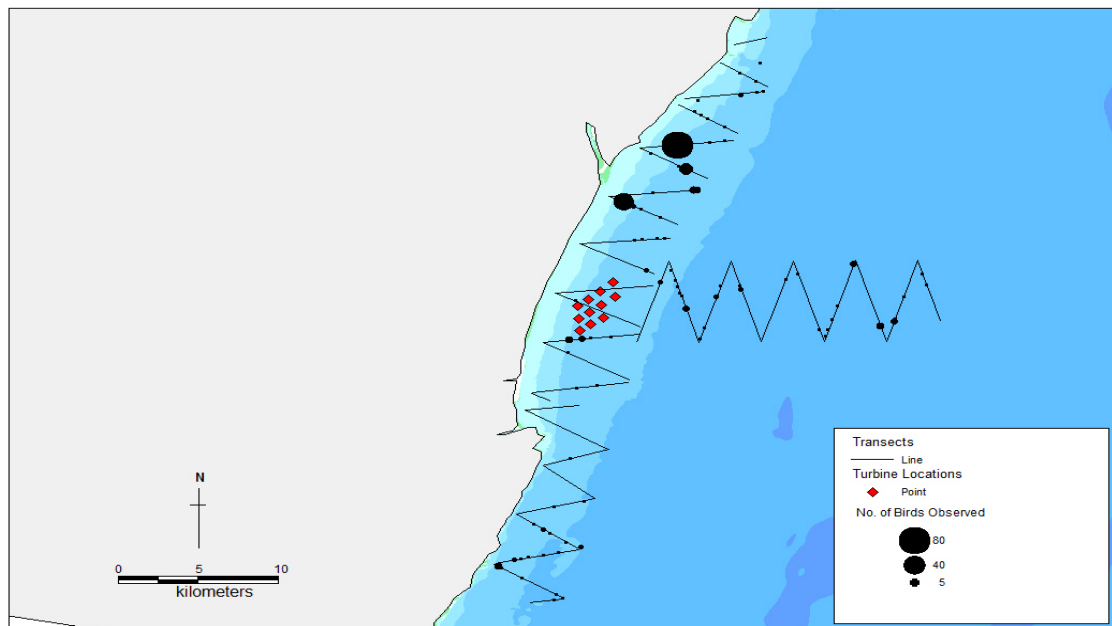 N
0 5 10
kilometers
Transects
Line
Turbine Locations
Point
No. of Birds Observed
80
40
5